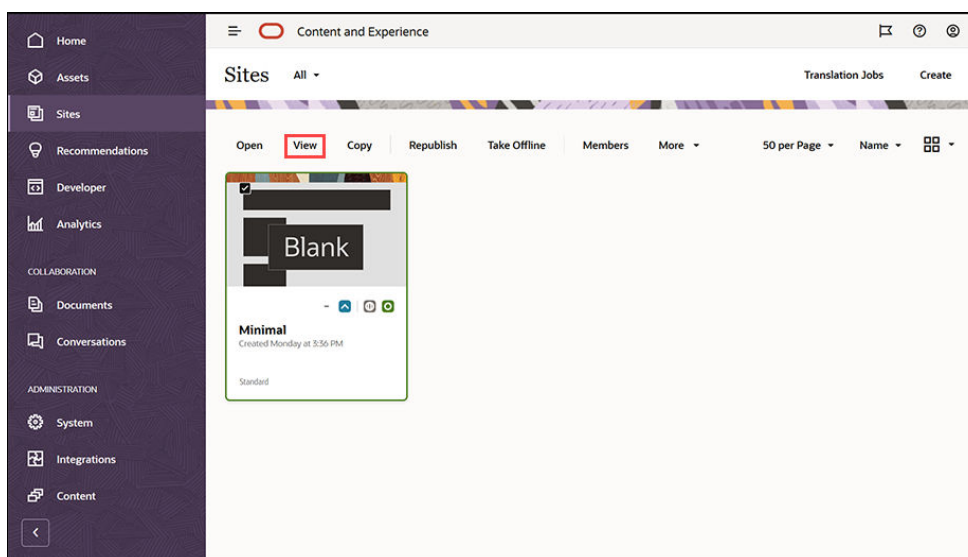 Home
Assets
Sites
Recommendations
Developer
Analytics
COLLABORATION
Documents
Conversations
ADMINISTRATION
System
Integrations
Content
Content and Experience
Sites All
Translation Jobs Create
Open View Copy Republish Take Offline Members More 50 per Page Name
Blank
Minimal
Created Monday at 3:36 PM
Standard